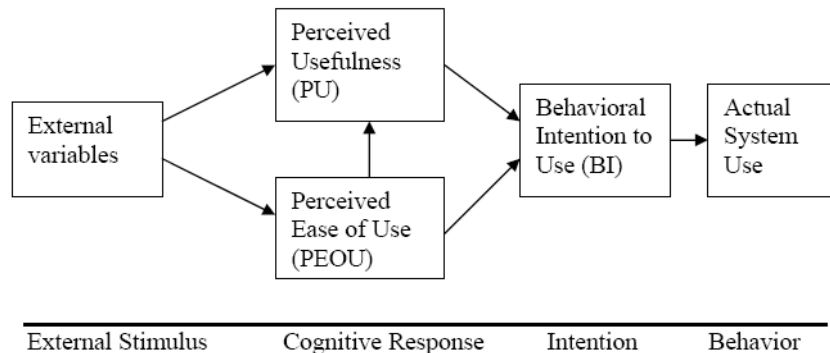 External
variables
Perceived
Usefulness
(PU)
Perceived
Ease of Use
(PEOU)
Behavioral
Intention to
Use (BI)
Actual
System
Use
External Stimulus
Cognitive Response
Intention
Behavior